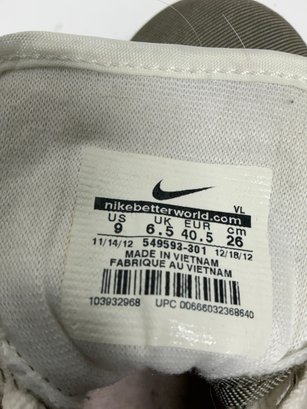 VL
nikebetterworld.com
US UK EUR cm
9 6.5 40.5 26
11/14/12 549593-301 12/18/12
MADE IN VIETNAM
FABRIQUE AU VIETNAM
103932968 UPC 00666032368640